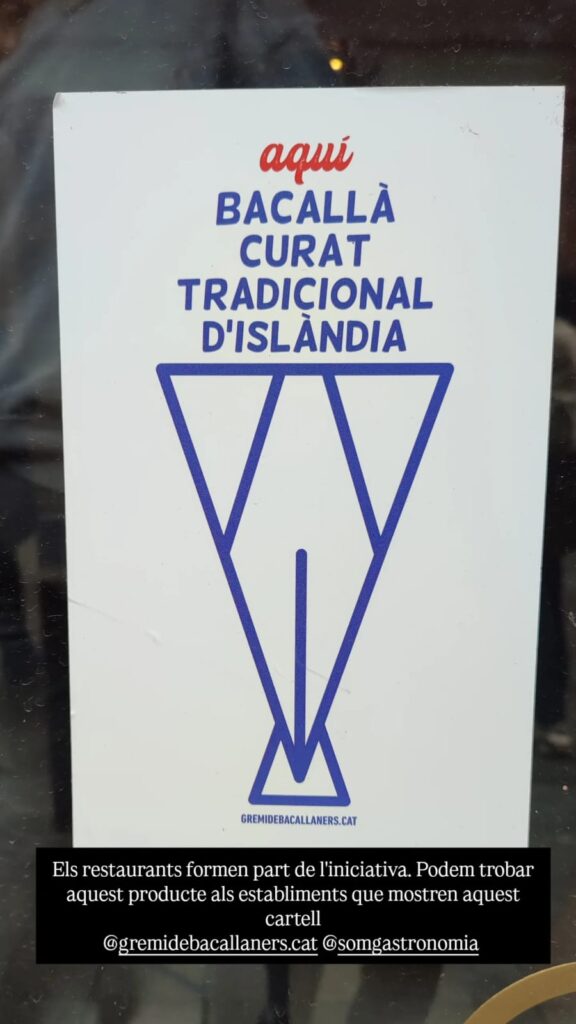 aquí
BACALLÀ
CURAT
TRADICIONAL
D'ISLÀNDIA
GREMIDEBACALLANERS.CAT
Els restaurants formen part de l'iniciativa. Podem trobar
aquest producte als establiments que mostren aquest
cartell
@gremidebacallaners.cat @somgastronomia